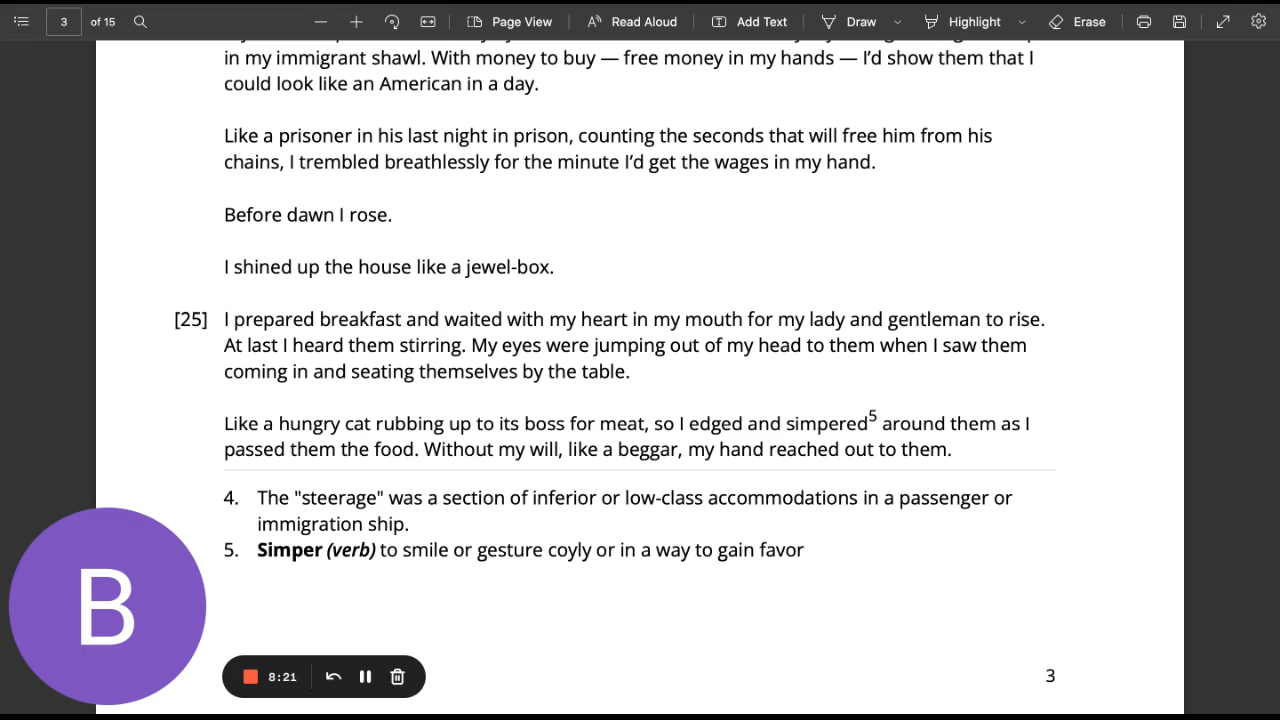 3 of 15 Page View Read Aloud Add Text Draw Highlight Erase
in my immigrant shawl. With money to buy — free money in my hands — I’d show them that I
could look like an American in a day.
Like a prisoner in his last night in prison, counting the seconds that will free him from his
chains, I trembled breathlessly for the minute I’d get the wages in my hand.
Before dawn I rose.
I shined up the house like a jewel-box.
[25] I prepared breakfast and waited with my heart in my mouth for my lady and gentleman to rise.
At last I heard them stirring. My eyes were jumping out of my head to them when I saw them
coming in and seating themselves by the table.
Like a hungry cat rubbing up to its boss for meat, so I edged and simpered5 around them as I
passed them the food. Without my will, like a beggar, my hand reached out to them.
4. The "steerage" was a section of inferior or low-class accommodations in a passenger or
immigration ship.
5. Simper (verb) to smile or gesture coyly or in a way to gain favor
B
8:21
3